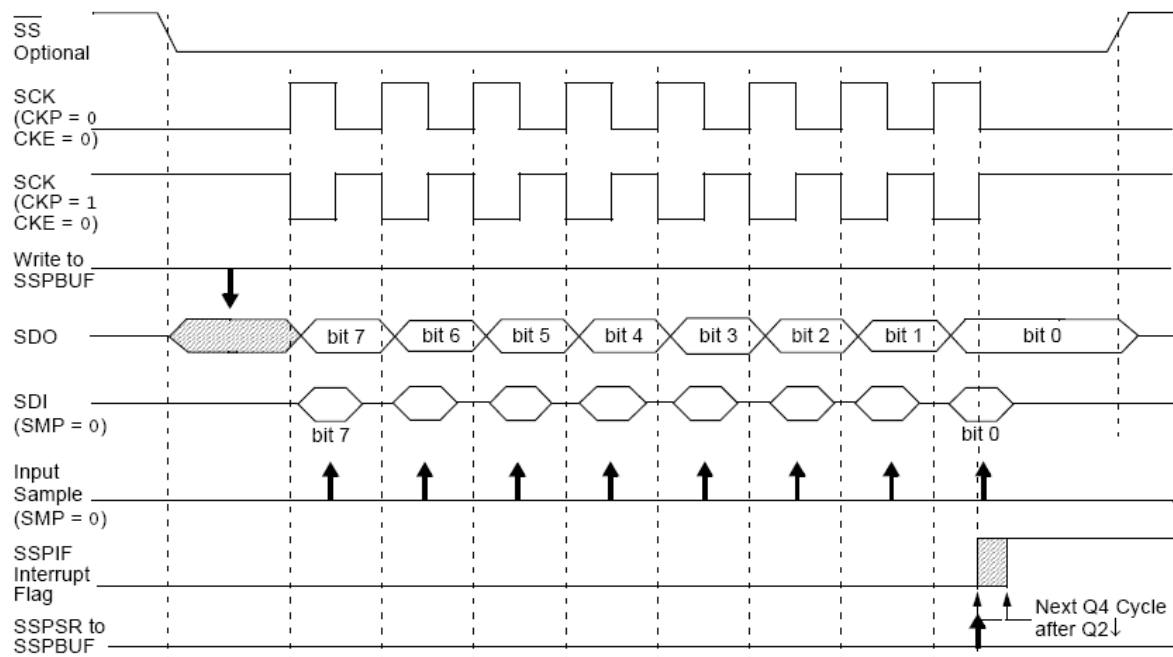 SS
Optional
SCK
(CKP = 0
CKE = 0)
SCK
(CKP = 1
CKE = 0)
Write to
SSPBUF
SDO
bit 7
bit 6
bit 5
bit 4
bit 3
bit 2
bit 1
bit 0
SDI
(SMP = 0)
bit 7
bit 0
Input
Sample
(SMP = 0)
SSPIF
Interrupt
Flag
Next Q4 Cycle
after Q2↓
SSPSR to
SSPBUF